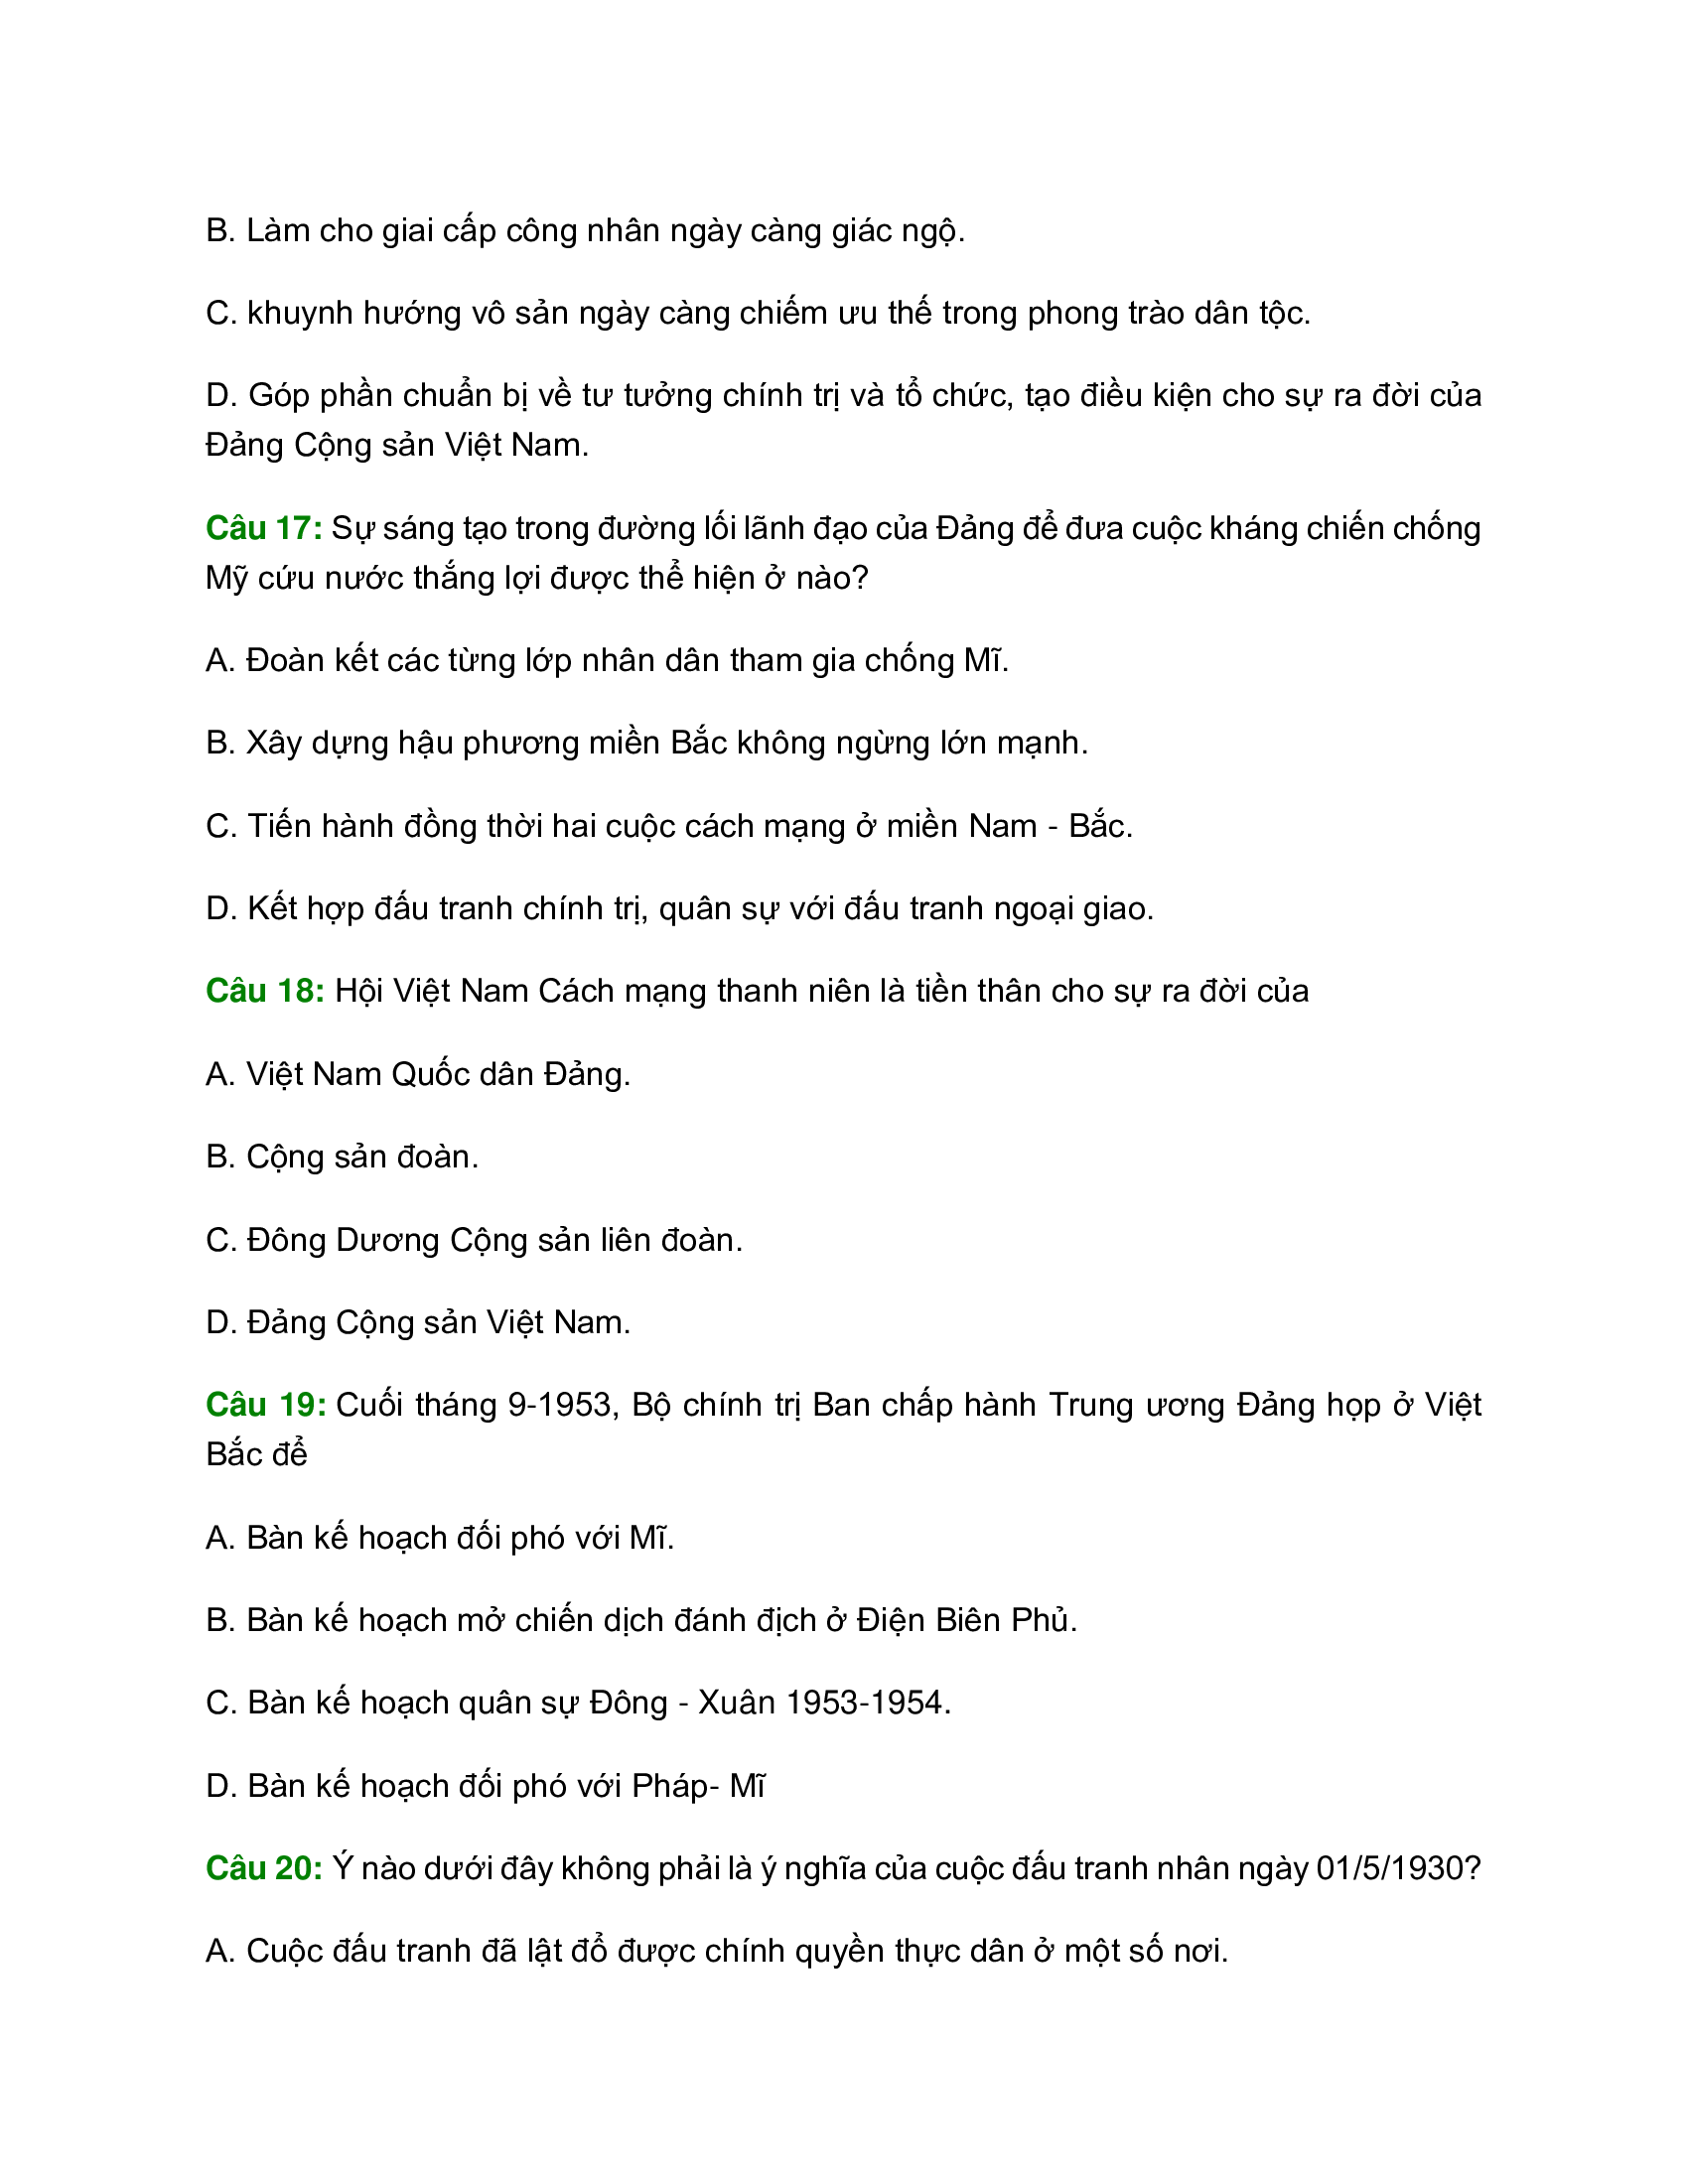 B. Làm cho giai cấp công nhân ngày càng giác ngộ.
C. khuynh hướng vô sản ngày càng chiếm ưu thế trong phong trào dân tộc.
D. Góp phần chuẩn bị về tư tưởng chính trị và tổ chức, tạo điều kiện cho sự ra đời của
Đảng Cộng sản Việt Nam.
Câu 17: Sự sáng tạo trong đường lối lãnh đạo của Đảng để đưa cuộc kháng chiến chống
Mỹ cứu nước thắng lợi được thể hiện ở nào?
A. Đoàn kết các từng lớp nhân dân tham gia chống Mĩ.
B. Xây dựng hậu phương miền Bắc không ngừng lớn mạnh.
C. Tiến hành đồng thời hai cuộc cách mạng ở miền Nam - Bắc.
D. Kết hợp đấu tranh chính trị, quân sự với đấu tranh ngoại giao.
Câu 18: Hội Việt Nam Cách mạng thanh niên là tiền thân cho sự ra đời của
A. Việt Nam Quốc dân Đảng.
B. Cộng sản đoàn.
C. Đông Dương Cộng sản liên đoàn.
D. Đảng Cộng sản Việt Nam.
Câu 19: Cuối tháng 9-1953, Bộ chính trị Ban chấp hành Trung ương Đảng họp ở Việt
Bắc để
A. Bàn kế hoạch đối phó với Mĩ.
B. Bàn kế hoạch mở chiến dịch đánh địch ở Điện Biên Phủ.
C. Bàn kế hoạch quân sự Đông - Xuân 1953-1954.
D. Bàn kế hoạch đối phó với Pháp- Mĩ
Câu 20: Ý nào dưới đây không phải là ý nghĩa của cuộc đấu tranh nhân ngày 01/5/1930?
A. Cuộc đấu tranh đã lật đổ được chính quyền thực dân ở một số nơi.